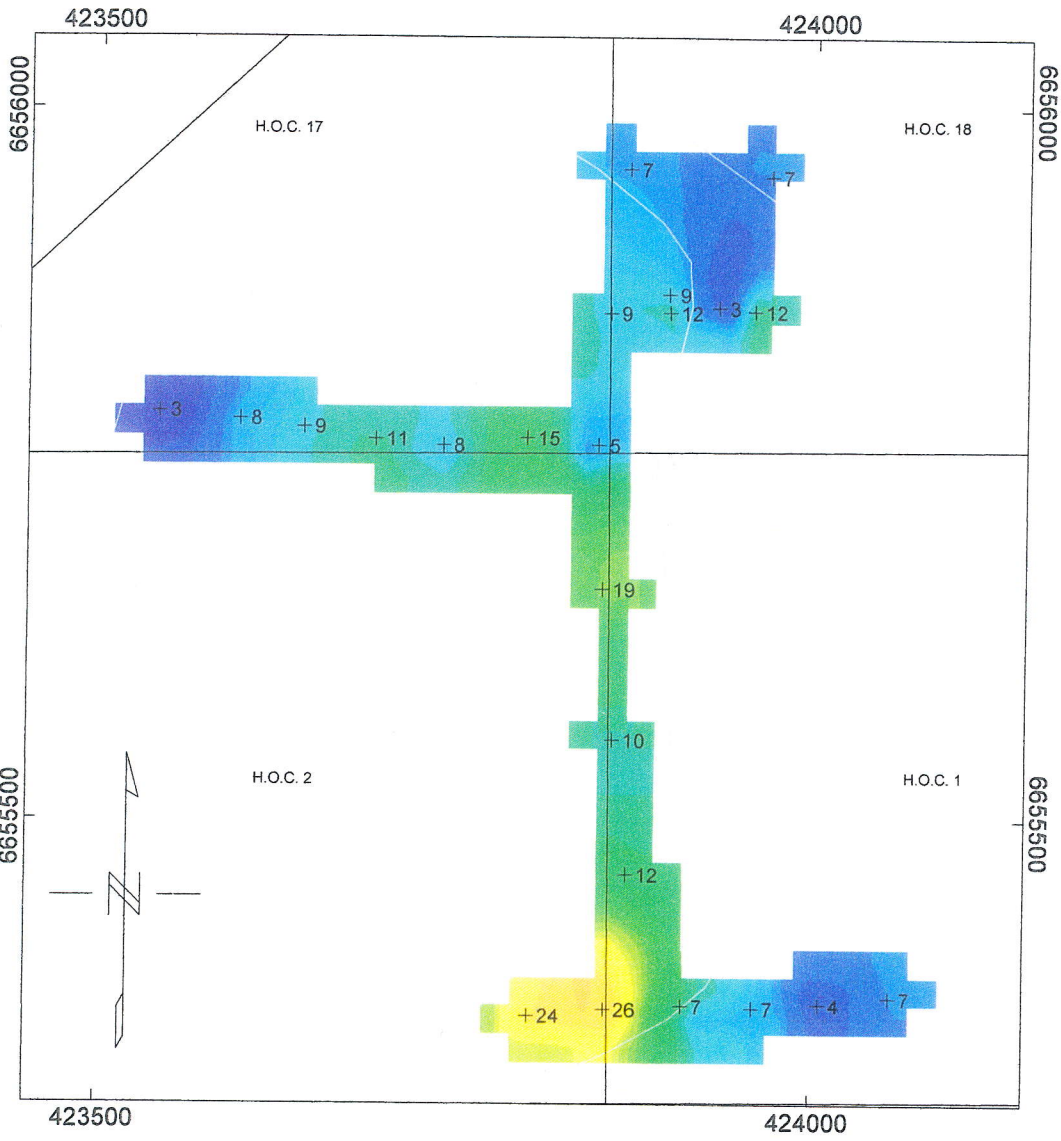 423500 424000
6656000 6656000
H.O.C. 17 H.O.C. 18
+7 +7
+9
+9 +12 +3 +12
+3 +8 +9 +11 +8 +15 +5
+19
+10
H.O.C. 2 H.O.C. 1
6655500 6655500
N
+12
+24 +26 +7 +7 +4 +7
423500 424000